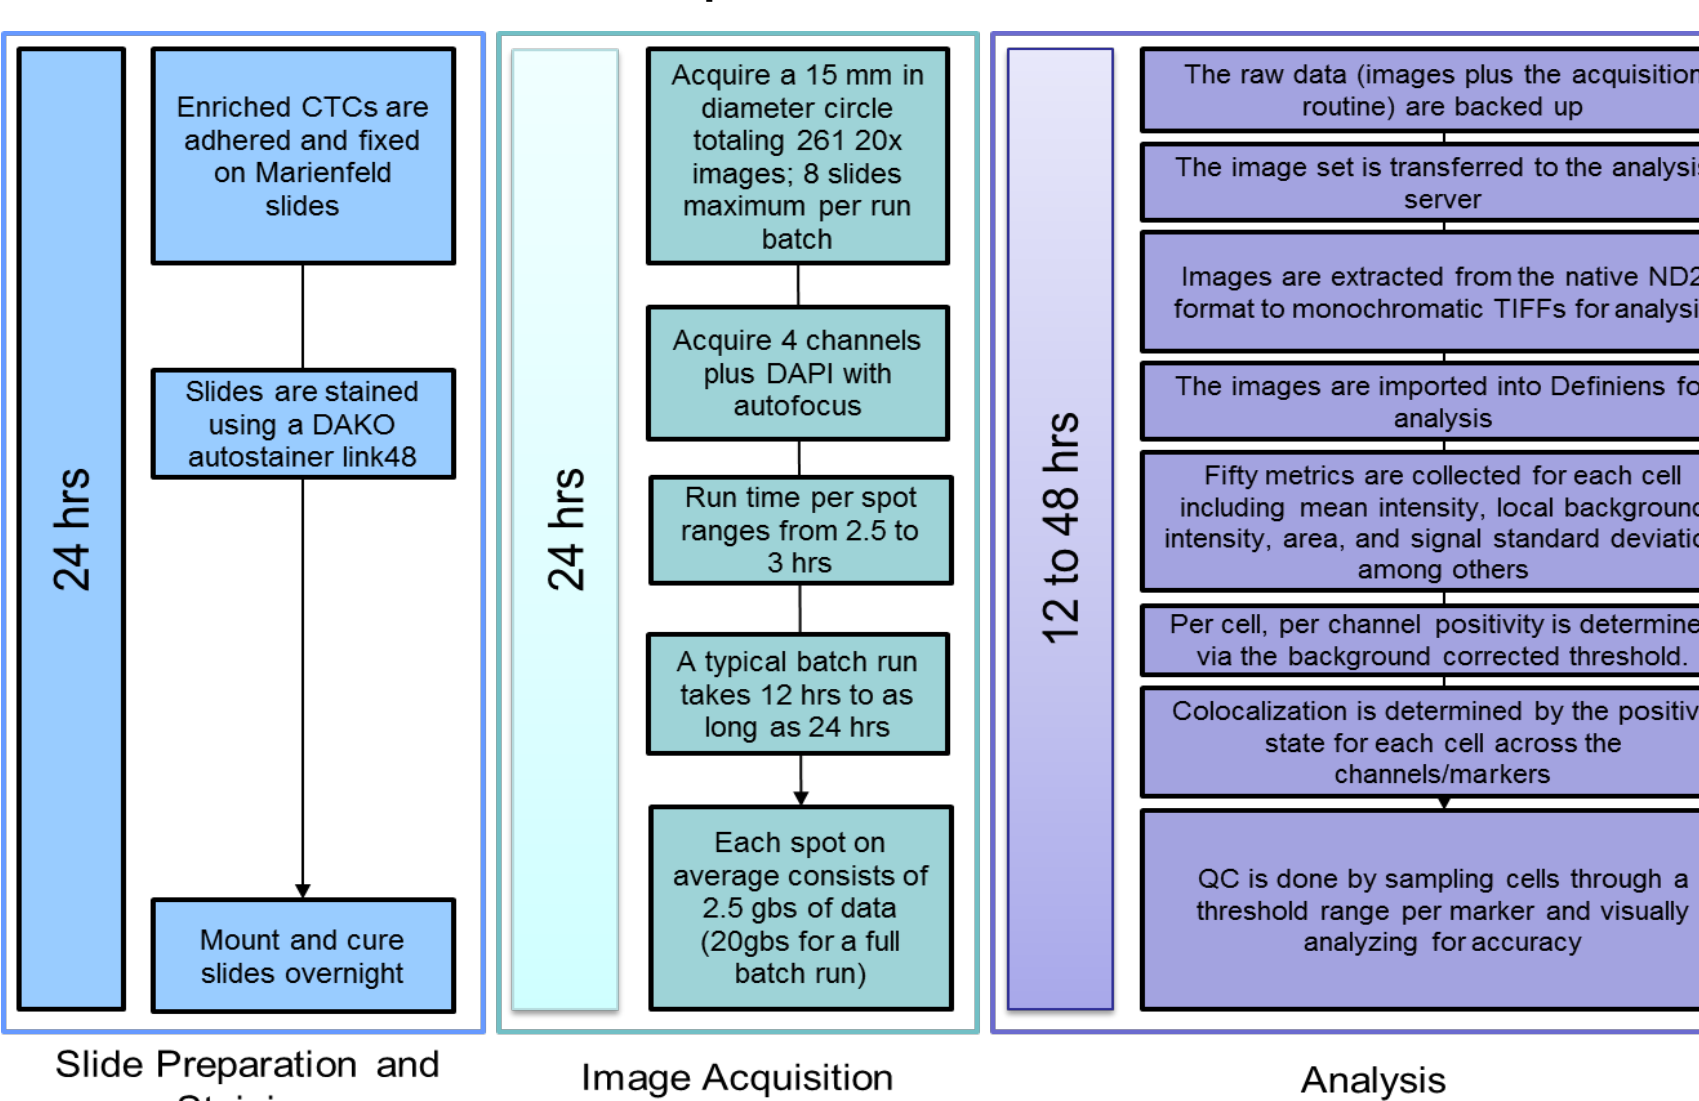 24 hrs
Enriched CTCs are
adhered and fixed
on Marienfeld
slides
Slides are stained
using a DAKO
autostainer link48
Mount and cure
slides overnight
Slide Preparation and
24 hrs
Acquire a 15 mm in
diameter circle
totaling 261 20x
images; 8 slides
maximum per run
batch
Acquire 4 channels
plus DAPI with
autofocus
Run time per spot
ranges from 2.5 to
3 hrs
A typical batch run
takes 12 hrs to as
long as 24 hrs
Each spot on
average consists of
2.5 gbs of data
(20gbs for a full
batch run)
Image Acquisition
12 to 48 hrs
The raw data (images plus the acquisition
routine) are backed up
The image set is transferred to the analysis
server
Images are extracted from the native ND2
format to monochromatic TIFFs for analysi
The images are imported into Definiens fo
analysis
Fifty metrics are collected for each cell
including mean intensity, local background
intensity, area, and signal standard deviatio
among others
Per cell, per channel positivity is determine
via the background corrected threshold.
Colocalization is determined by the positiv
state for each cell across the
channels/markers
QC is done by sampling cells through a
threshold range per marker and visually
analyzing for accuracy
Analysis